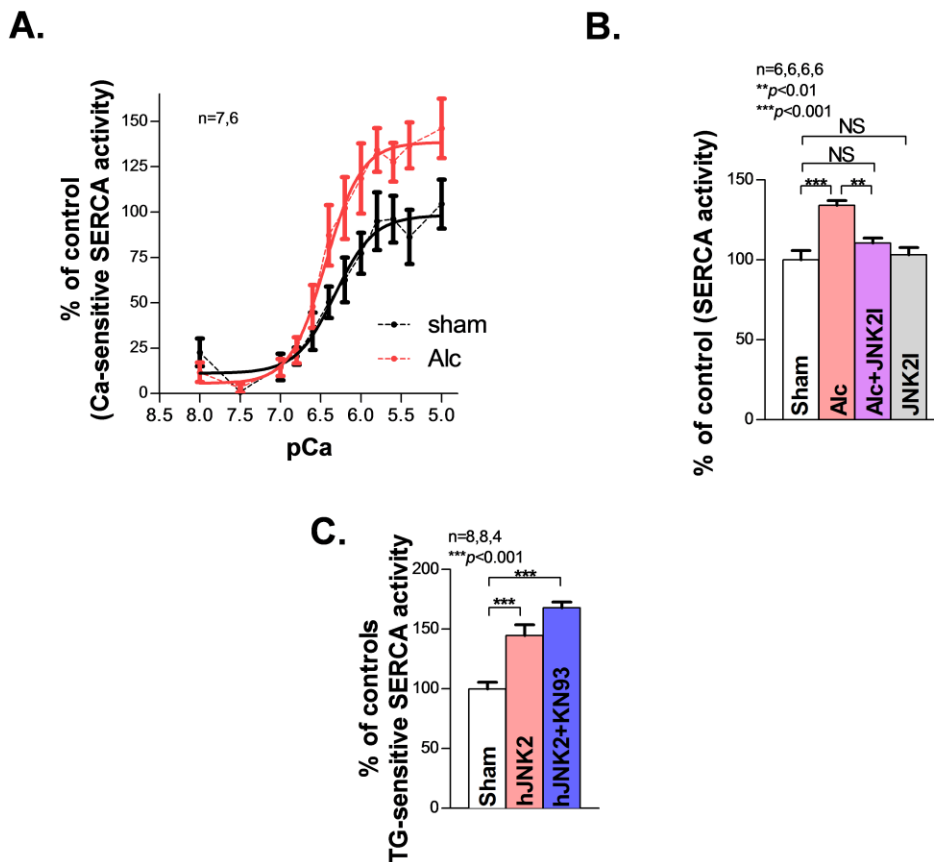 A.
% of control
(Ca-sensitive SERCA activity)
n=7,6
150
125
100
75
50
25
0
sham
Alc
8.5 8.0 7.5 7.0 6.5 6.0 5.5 5.0
pCa
B.
n=6,6,6,6
**p<0.01
***p<0.001
NS
NS
*** **
% of control (SERCA activity)
150
100
50
0
Sham
Alc
Alc+JNK2I
JNK2I
C.
n=8,8,4
***p<0.001
***
***
% of controls
TG-sensitive SERCA activity
200
150
100
50
0
Sham
hJNK2
hJNK2+KN93